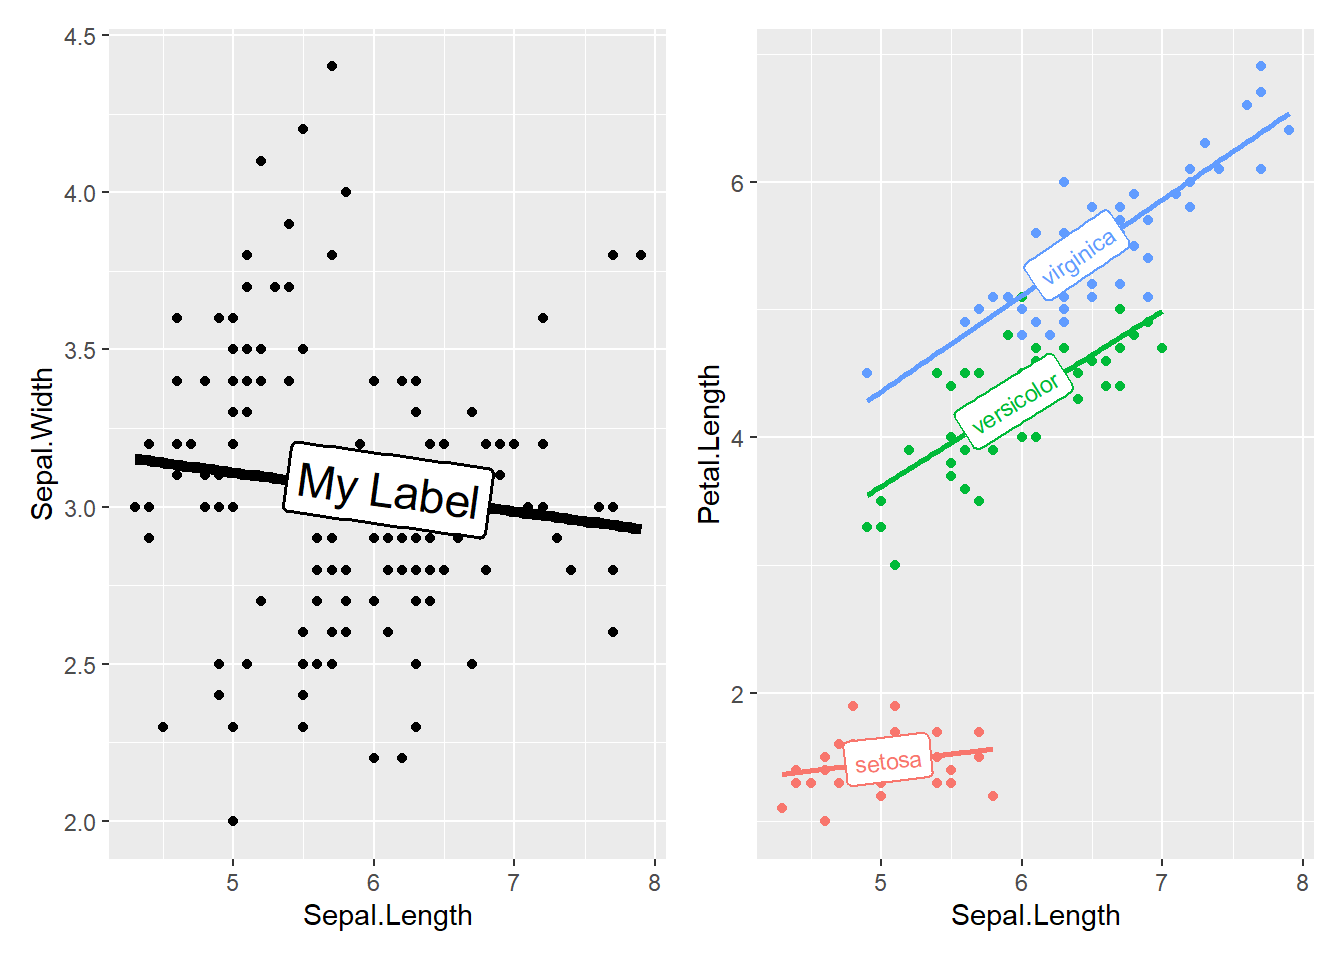 4.5
4.0
3.5
3.0
2.5
2.0
Sepal.Width
My Label
5 6 7 8
Sepal.Length
6
4
2
Petal.Length
virginica
versicolor
setosa
5 6 7 8
Sepal.Length